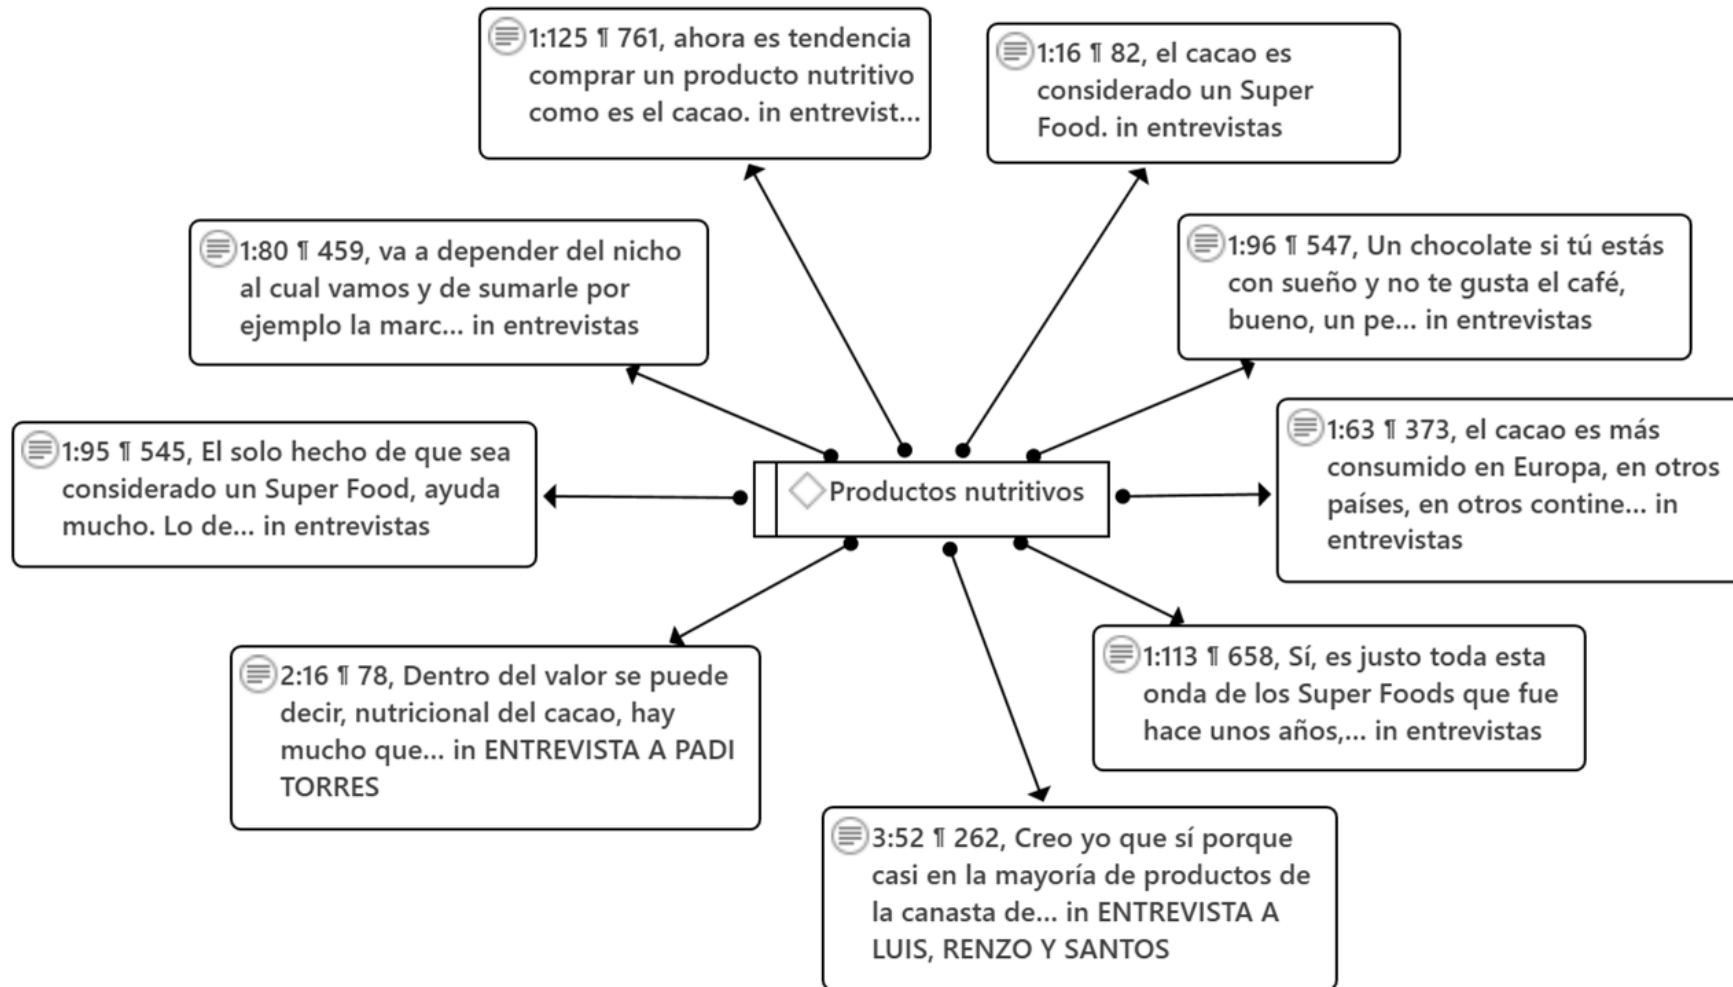 1:125 ¶ 761, ahora es tendencia
comprar un producto nutritivo
como es el cacao. in entrevist...
1:16 ¶ 82, el cacao es
considerado un Super
Food. in entrevistas
1:80 ¶ 459, va a depender del nicho
al cual vamos y de sumarle por
ejemplo la marc... in entrevistas
1:96 ¶ 547, Un chocolate si tú estás
con sueño y no te gusta el café,
bueno, un pe... in entrevistas
1:95 ¶ 545, El solo hecho de que sea
considerado un Super Food, ayuda
mucho. Lo de... in entrevistas
Productos nutritivos
1:63 ¶ 373, el cacao es más
consumido en Europa, en otros
países, en otros contine... in
entrevistas
2:16 ¶ 78, Dentro del valor se puede
decir, nutricional del cacao, hay
mucho que... in ENTREVISTA A PADI
TORRES
1:113 ¶ 658, Sí, es justo toda esta
onda de los Super Foods que fue
hace unos años,... in entrevistas
3:52 ¶ 262, Creo yo que sí porque
casi en la mayoría de productos de
la canasta de... in ENTREVISTA A
LUIS, RENZO Y SANTOS